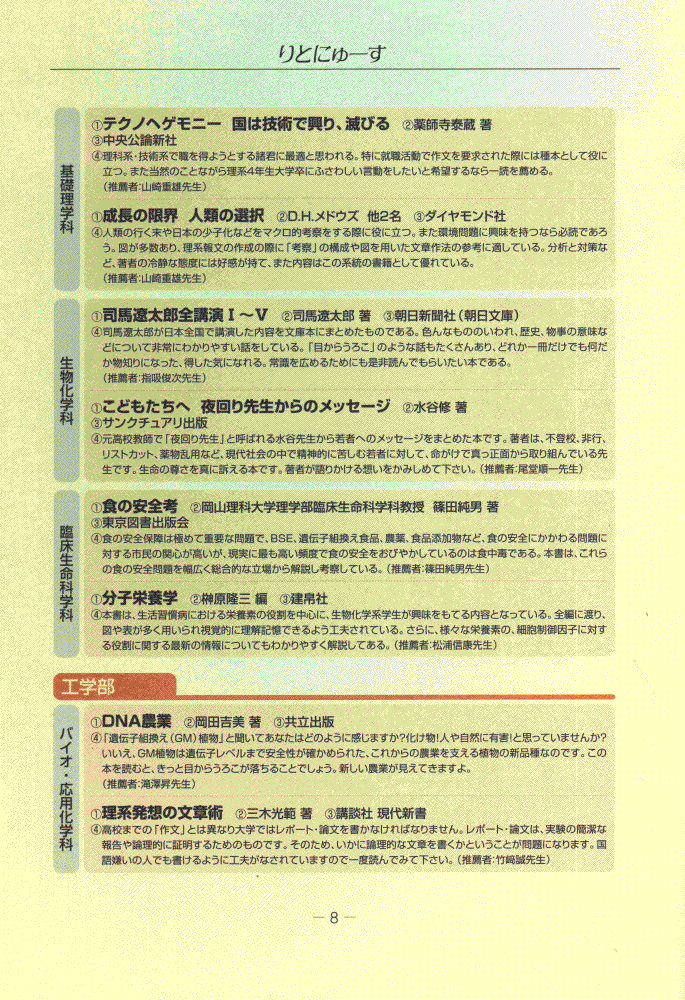 りとにゅーす
基礎理学科
①テクノヘゲモニー 国は技術で興り、滅びる ②薬師寺泰蔵 著
③中央公論新社
④理科系・技術系で職を得ようとする諸君に最適と思われる。特に就職活動で作文を要求された際には種本として役に
立つ。また当然のことながら理系4年生大学卒にふさわしい言動をしたいと希望するなら一読を薦める。
（推薦者:山崎重雄先生）
①成長の限界 人類の選択 ②D.H.メドウズ 他2名 ③ダイヤモンド社
④人類の行く末や日本の少子化などをマクロ的考察をする際に役に立つ。また環境問題に興味を持つなら必読であろ
う。図が多数あり、理系報文の作成の際に「考察」の構成や図を用いた文章作法の参考に適している。分析と対策な
ど、著者の冷静な態度には好感が持て、また内容はこの系統の書籍として優れている。
（推薦者:山崎重雄先生）
生物化学科
①司馬遼太郎全講演Ⅰ～Ⅴ ②司馬遼太郎 著 ③朝日新聞社（朝日文庫）
④司馬遼太郎が日本全国で講演した内容を文庫本にまとめたものである。色んなもののいわれ、歴史、物事の意味な
どについて非常にわかりやすい話をしている。「目からうろこ」のような話もたくさんあり、どれか一冊だけでも何だ
か物知りになった、得した気になれる。常識を広めるためにも是非読んでもらいたい本である。
（推薦者:指吸俊次先生）
①こどもたちへ 夜回り先生からのメッセージ ②水谷修 著
③サンクチュアリ出版
④元高校教師で「夜回り先生」と呼ばれる水谷先生から若者へのメッセージをまとめた本です。著者は、不登校、非行、
リストカット、薬物乱用など、現代社会の中で精神的に苦しむ若者に対して、命がけで真っ正面から取り組んでいる先
生です。生命の尊さを真に訴える本です。著者が語りかける想いをかみしめて下さい。（推薦者:尾堂順一先生）
臨床生命科学科
①食の安全考 ②岡山理科大学理学部臨床生命科学科教授 篠田純男 著
③東京図書出版会
④食の安全保障は極めて重要な問題で、BSE、遺伝子組換え食品、農薬、食品添加物など、食の安全にかかわる問題に
対する市民の関心が高いが、現実に最も高い頻度で食の安全をおびやかしているのは食中毒である。本書は、これら
の食の安全問題を幅広く総合的な立場から解説し考察している。（推薦者:篠田純男先生）
①分子栄養学 ②榊原隆三 編 ③建帛社
④本書は、生活習慣病における栄養素の役割を中心に、生物化学系学生が興味をもてる内容となっている。全編に渡り、
図や表が多く用いられ視覚的に理解記憶できるよう工夫されている。さらに、様々な栄養素の、細胞制御因子に対す
る役割に関する最新の情報についてもわかりやすく解説してある。（推薦者:松浦信康先生）
工学部
バイオ・応用化学科
①DNA農業 ②岡田吉美 著 ③共立出版
④「遺伝子組換え（GM）植物」と聞いてあなたはどのように感じますか?化け物!人や自然に有害!と思っていませんか?
いいえ、GM植物は遺伝子レベルまで安全性が確かめられた、これからの農業を支える植物の新品種なのです。この
本を読むと、きっと目からうろこが落ちることでしょう。新しい農業が見えてきますよ。
（推薦者:滝澤昇先生）
①理系発想の文章術 ②三木光範 著 ③講談社 現代新書
④高校までの「作文」とは異なり大学ではレポート・論文を書かなければなりません。レポート・論文は、実験の簡潔な
報告や論理的に証明するためのものです。そのため、いかに論理的な文章を書くかということが問題になります。国
語嫌いの人でも書けるように工夫がなされていますので一度読んでみて下さい。（推薦者:竹﨑誠先生）
― 8 ―